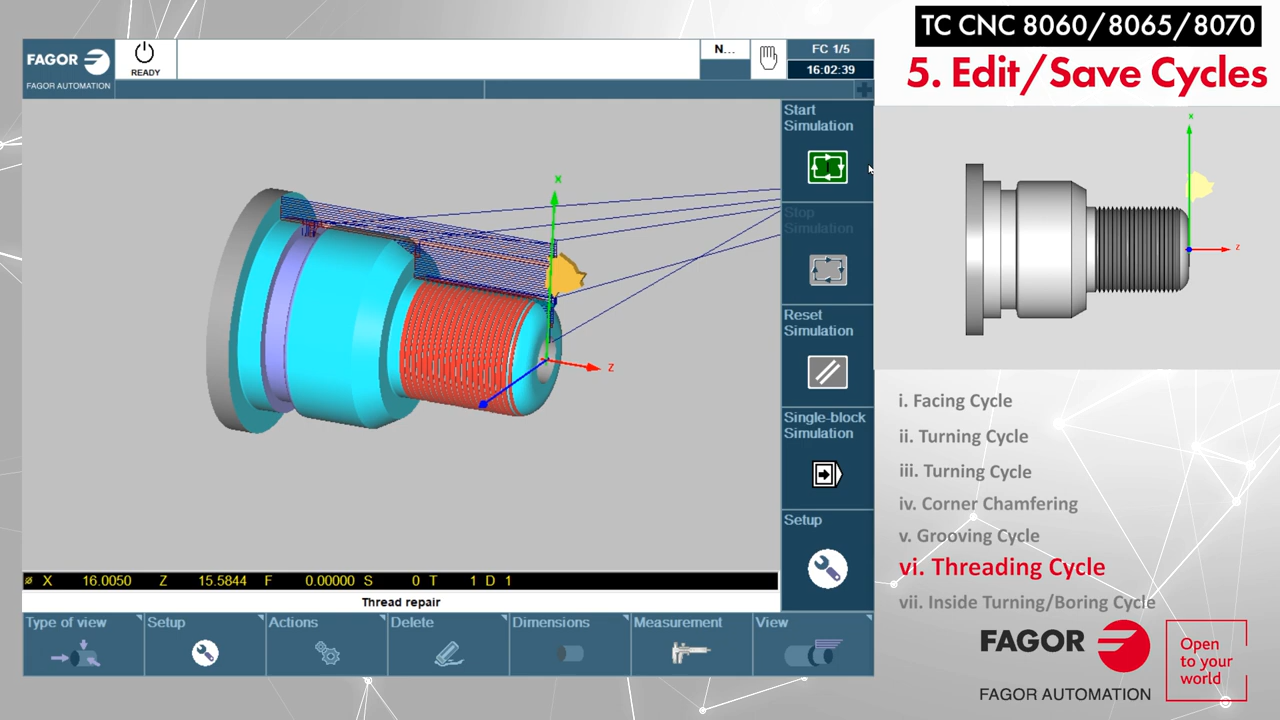 TC CNC 8060/8065/8070
5. Edit/Save Cycles
FAGOR
FAGOR AUTOMATION
READY
N...
FC 1/5
16:02:39
Start
Simulation
Stop
Simulation
Reset
Simulation
Single-block
Simulation
Setup
X
Z
X
Z
i. Facing Cycle
ii. Turning Cycle
iii. Turning Cycle
iv. Corner Chamfering
v. Grooving Cycle
vi. Threading Cycle
vii. Inside Turning/Boring Cycle
ø X 16.0050 Z 15.5844 F 0.00000 S 0 T 1 D 1
Thread repair
Type of view
Setup
Actions
Delete
Dimensions
Measurement
View
FAGOR
FAGOR AUTOMATION
Open
to your
world